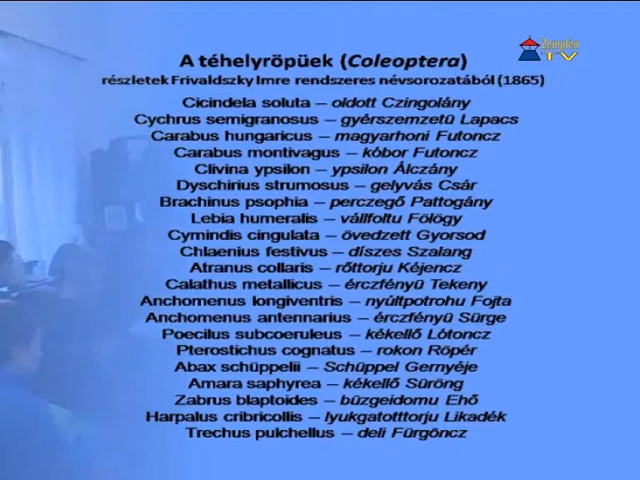 Zemplén
TV
A téhelyröpüek (Coleoptera)
részletek Frivaldszky Imre rendszeres névsorozatából (1865)
Cicindela soluta – oldott Czingolány
Cychrus semigranosus – gyérszemzetü Lapacs
Carabus hungaricus – magyarhoni Futoncz
Carabus montivagus – kóbor Futoncz
Clivina ypsilon – ypsilon Álczány
Dyschirius strumosus – gelyvás Csár
Brachinus psophia – perczegő Pattogány
Lebia humeralis – vállfoltu Fölögy
Cymindis cingulata – övedzett Gyorsod
Chlaenius festivus – díszes Szalang
Atranus collaris – rőttorju Kéjencz
Calathus metallicus – érczfényü Tekeny
Anchomenus longiventris – nyúltpotrohu Fojta
Anchomenus antennarius – érczfényü Sürge
Poecilus subcoeruleus – kékellő Lótoncz
Pterostichus cognatus – rokon Röpér
Abax schüppelii – Schüppel Gernyéje
Amara saphyrea – kékellő Süröng
Zabrus blaptoides – büzgeidomu Ehő
Harpalus cribricollis – lyukgatotttorju Likadék
Trechus pulchellus – deli Fürgöncz